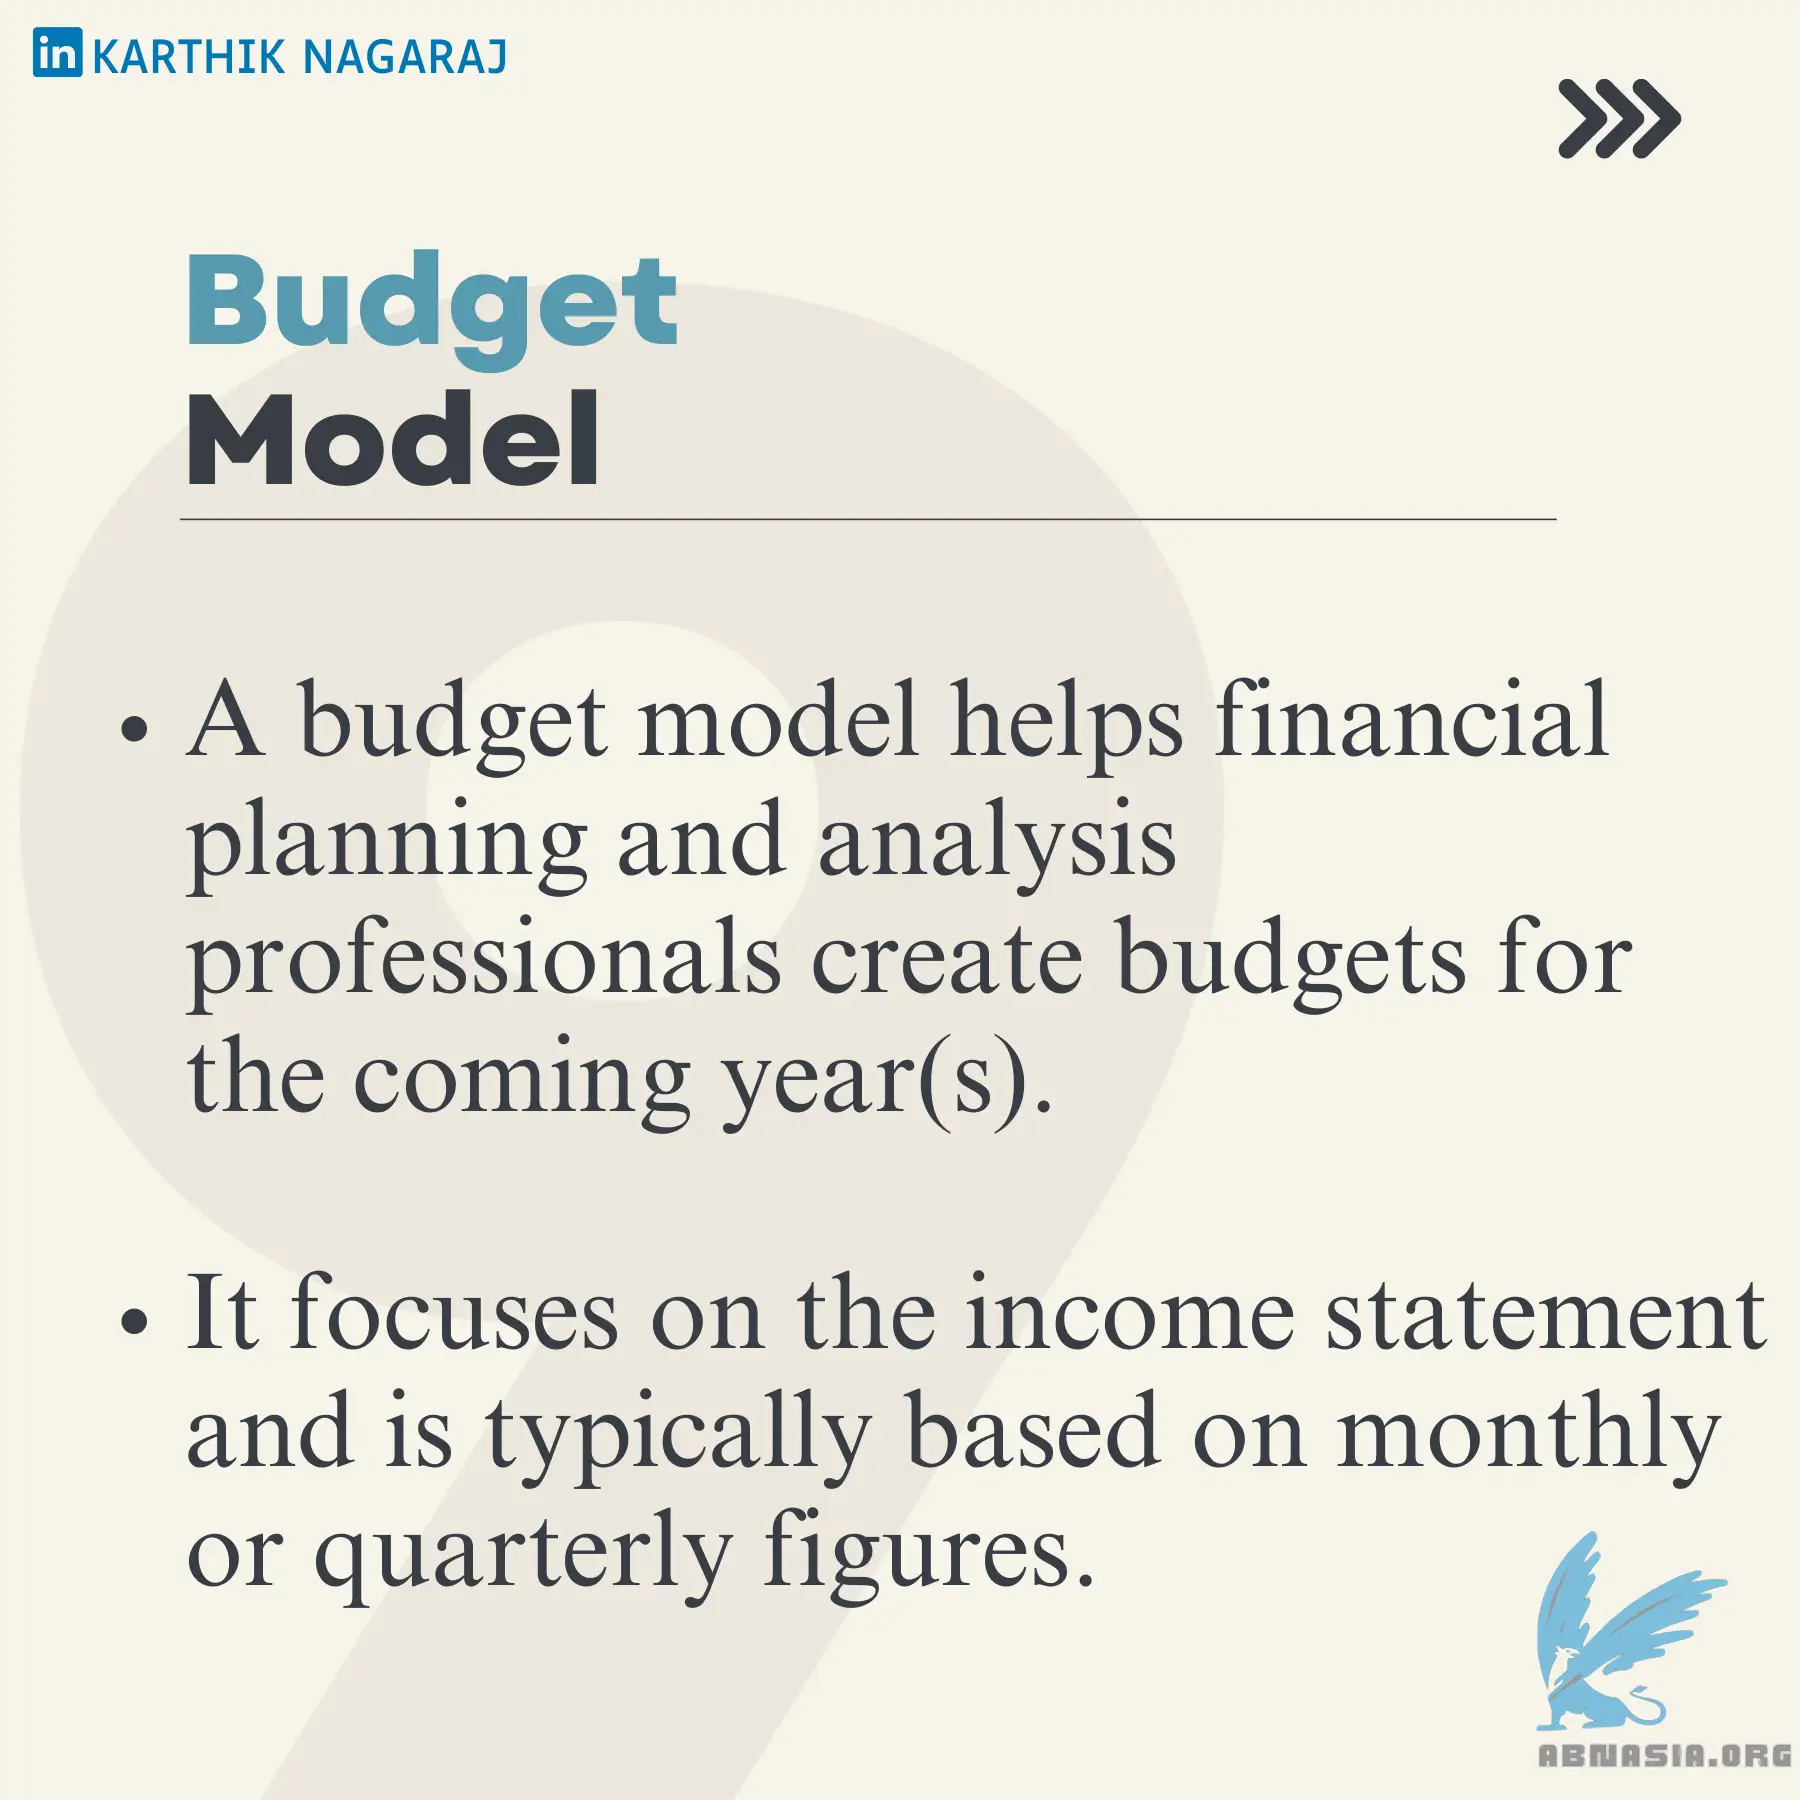 in KARTHIK NAGARAJ
Budget
Model
• A budget model helps financial
planning and analysis
professionals create budgets for
the coming year(s).
• It focuses on the income statement
and is typically based on monthly
or quarterly figures.
9
ABNASIA.ORG